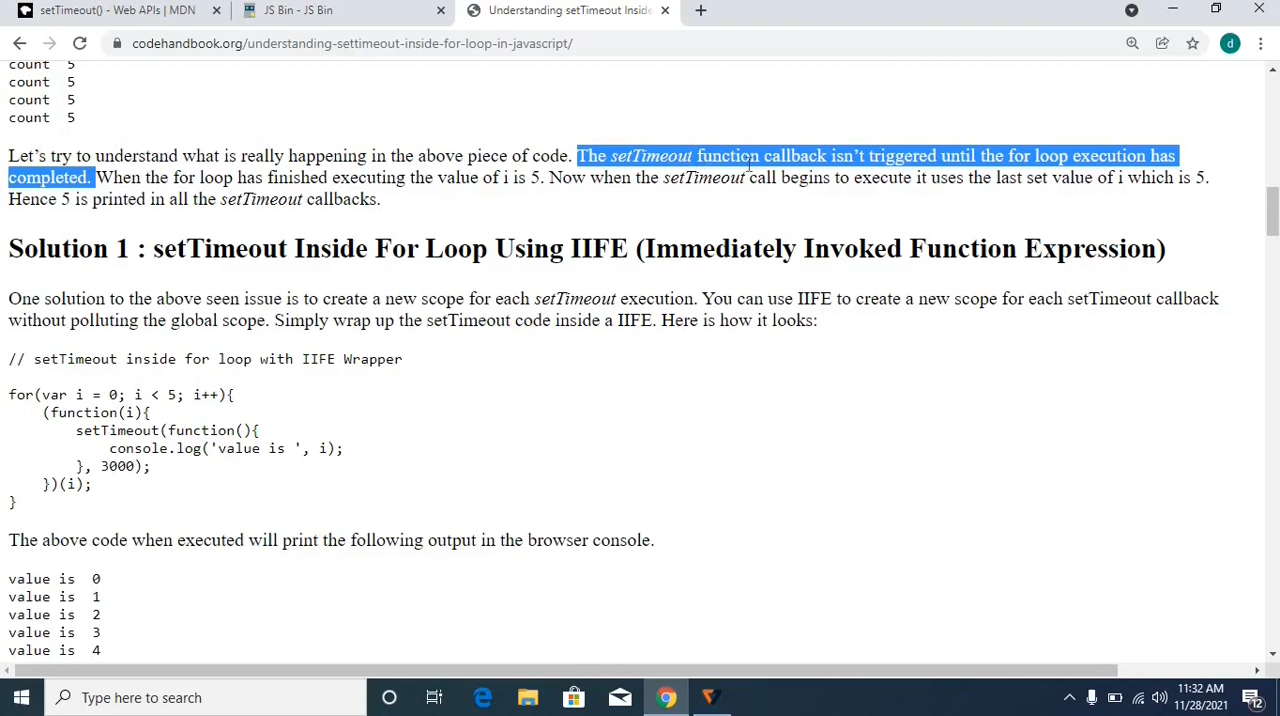 setTimeout() - Web APIs | MDN
JS Bin - JS Bin
Understanding setTimeout Inside
codehandbook.org/understanding-settimeout-inside-for-loop-in-javascript/
d
count  5
count  5
count  5
count  5
Let’s try to understand what is really happening in the above piece of code. The setTimeout function callback isn’t triggered until the for loop execution has
completed. When the for loop has finished executing the value of i is 5. Now when the setTimeout call begins to execute it uses the last set value of i which is 5.
Hence 5 is printed in all the setTimeout callbacks.
Solution 1 : setTimeout Inside For Loop Using IIFE (Immediately Invoked Function Expression)
One solution to the above seen issue is to create a new scope for each setTimeout execution. You can use IIFE to create a new scope for each setTimeout callback
without polluting the global scope. Simply wrap up the setTimeout code inside a IIFE. Here is how it looks:
// setTimeout inside for loop with IIFE Wrapper
for(var i = 0; i < 5; i++){
    (function(i){
        setTimeout(function(){
            console.log('value is ', i);
        }, 3000);
    })(i);
}
The above code when executed will print the following output in the browser console.
value is  0
value is  1
value is  2
value is  3
value is  4
Type here to search
11:32 AM
11/28/2021
12